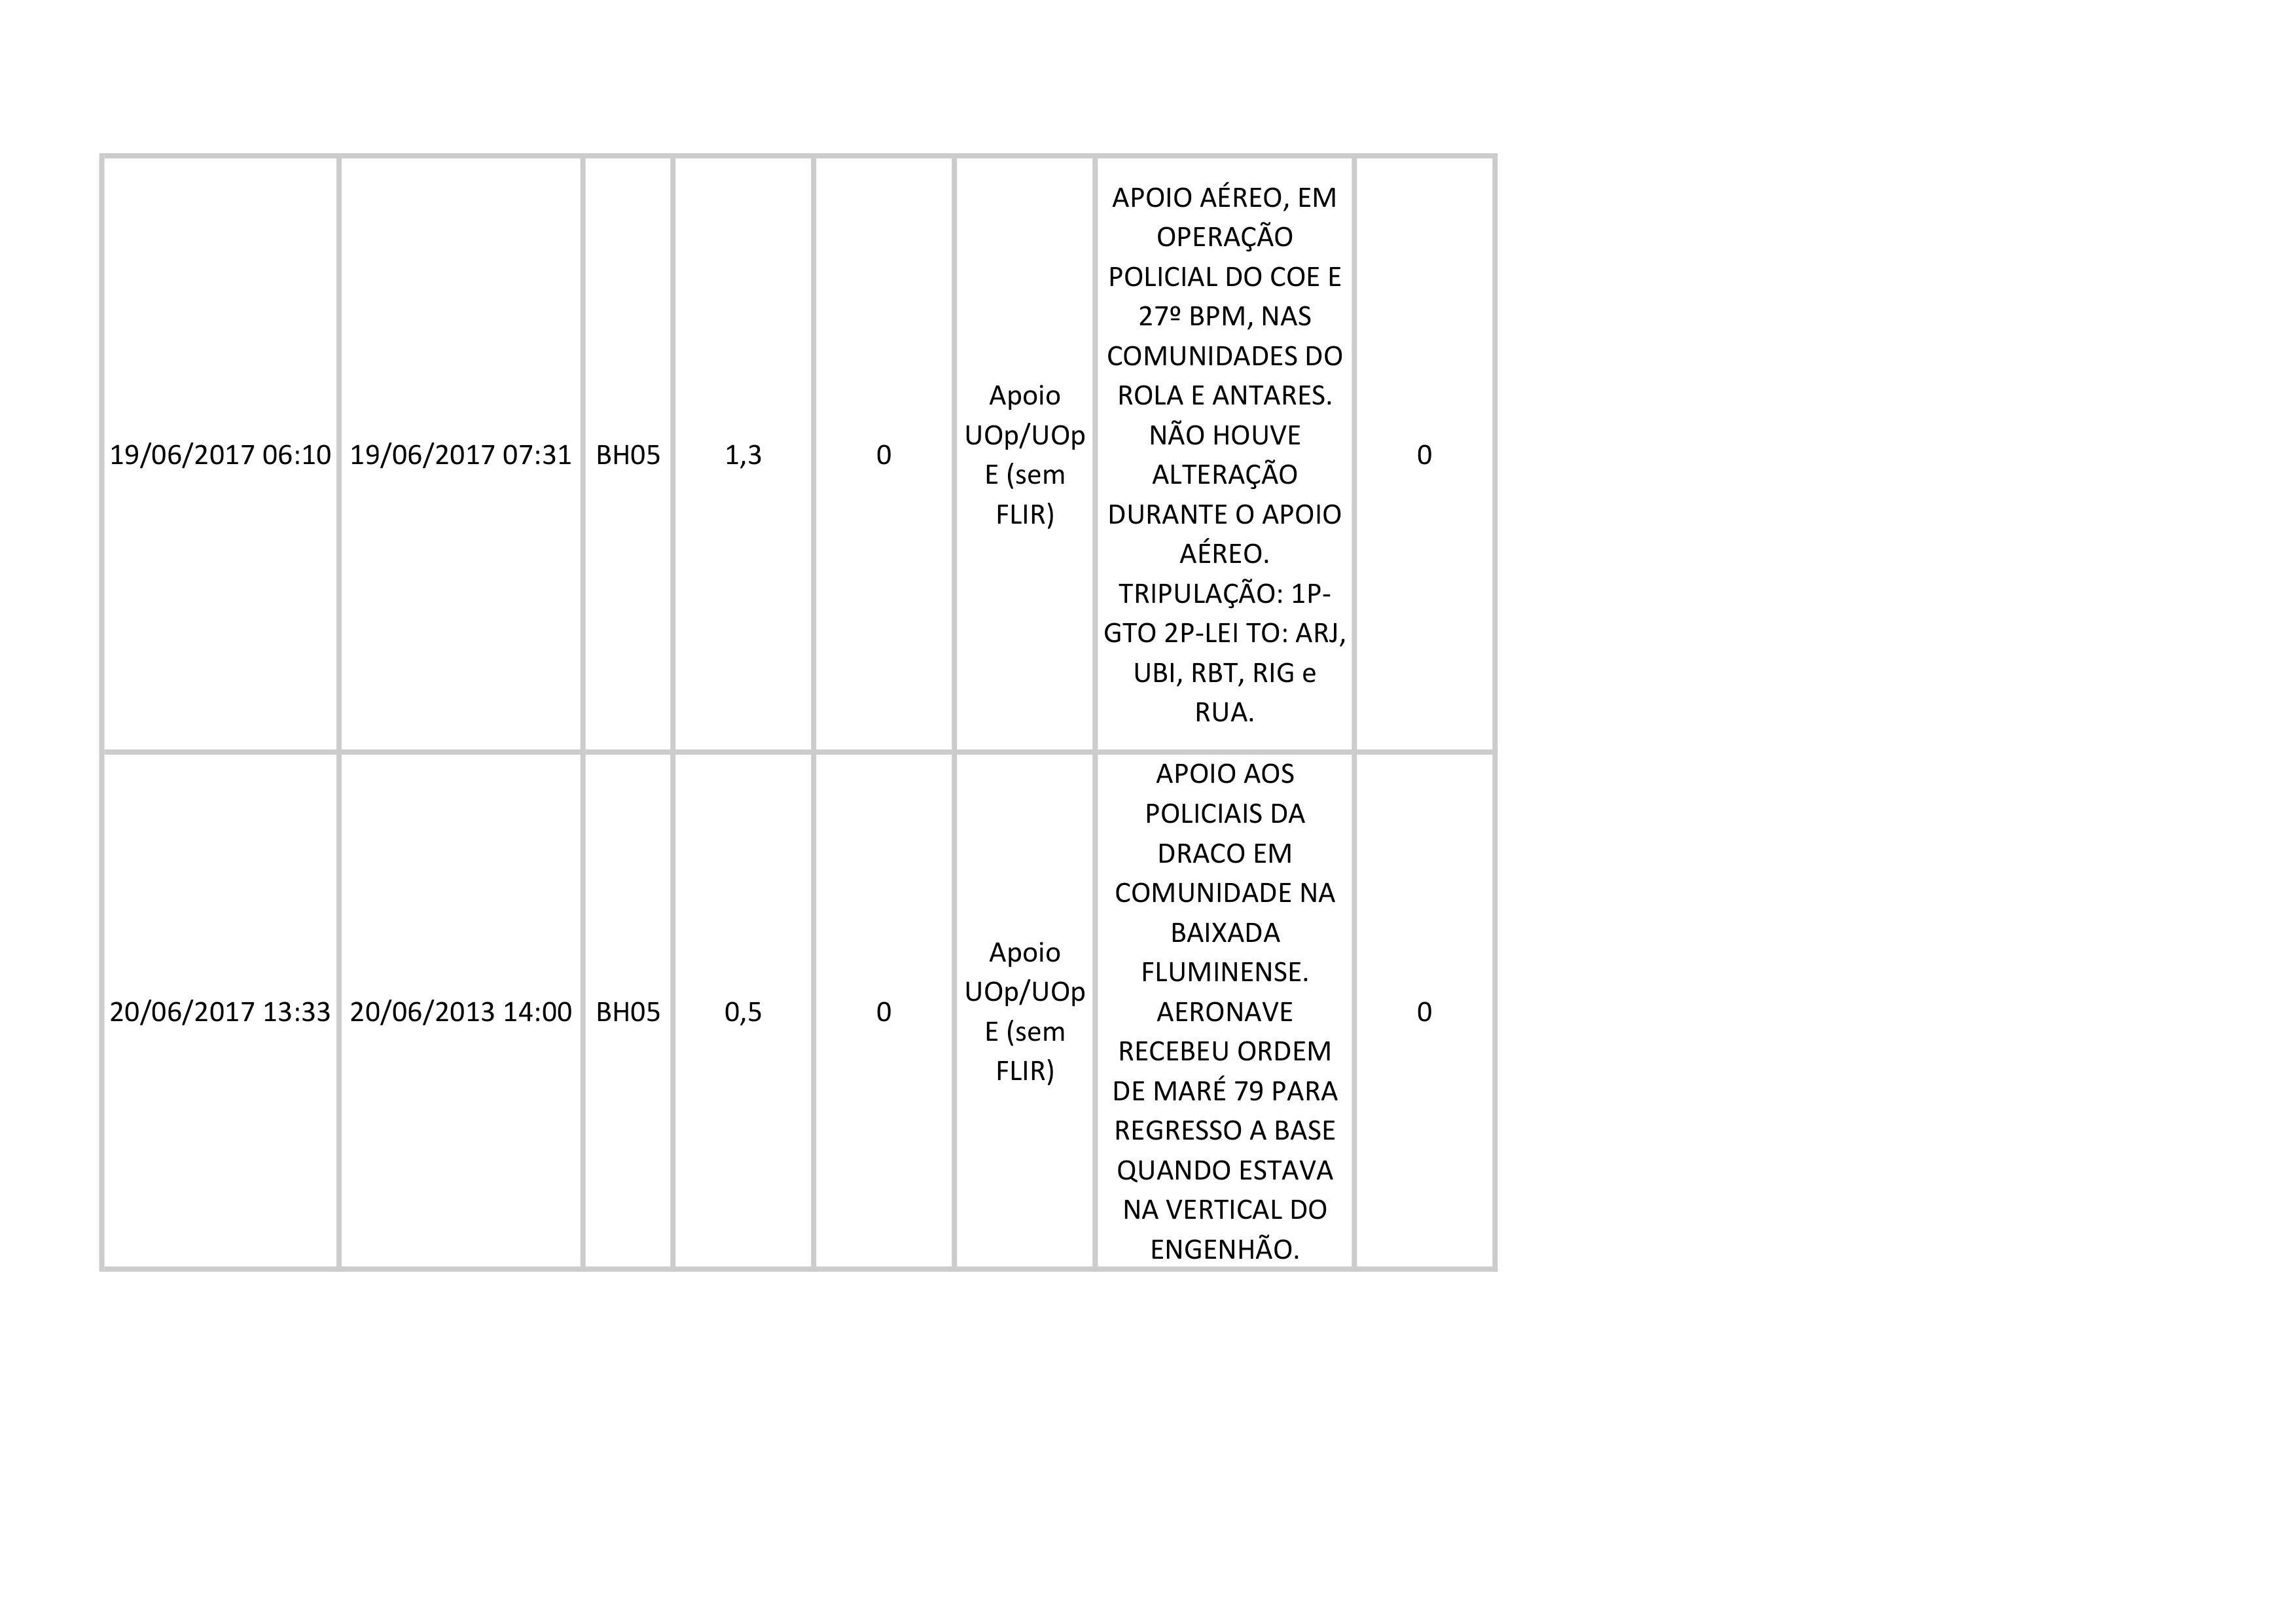 19/06/2017 06:10
19/06/2017 07:31
BH05
1,3
0
Apoio
UOp/UOp
E (sem
FLIR)
APOIO AÉREO, EM
OPERAÇÃO
POLICIAL DO COE E
27º BPM, NAS
COMUNIDADES DO
ROLA E ANTARES.
NÃO HOUVE
ALTERAÇÃO
DURANTE O APOIO
AÉREO.
TRIPULAÇÃO: 1P-
GTO 2P-LEI TO: ARJ,
UBI, RBT, RIG e
RUA.
0
20/06/2017 13:33
20/06/2013 14:00
BH05
0,5
0
Apoio
UOp/UOp
E (sem
FLIR)
APOIO AOS
POLICIAIS DA
DRACO EM
COMUNIDADE NA
BAIXADA
FLUMINENSE.
AERONAVE
RECEBEU ORDEM
DE MARÉ 79 PARA
REGRESSO A BASE
QUANDO ESTAVA
NA VERTICAL DO
ENGENHÃO.
0